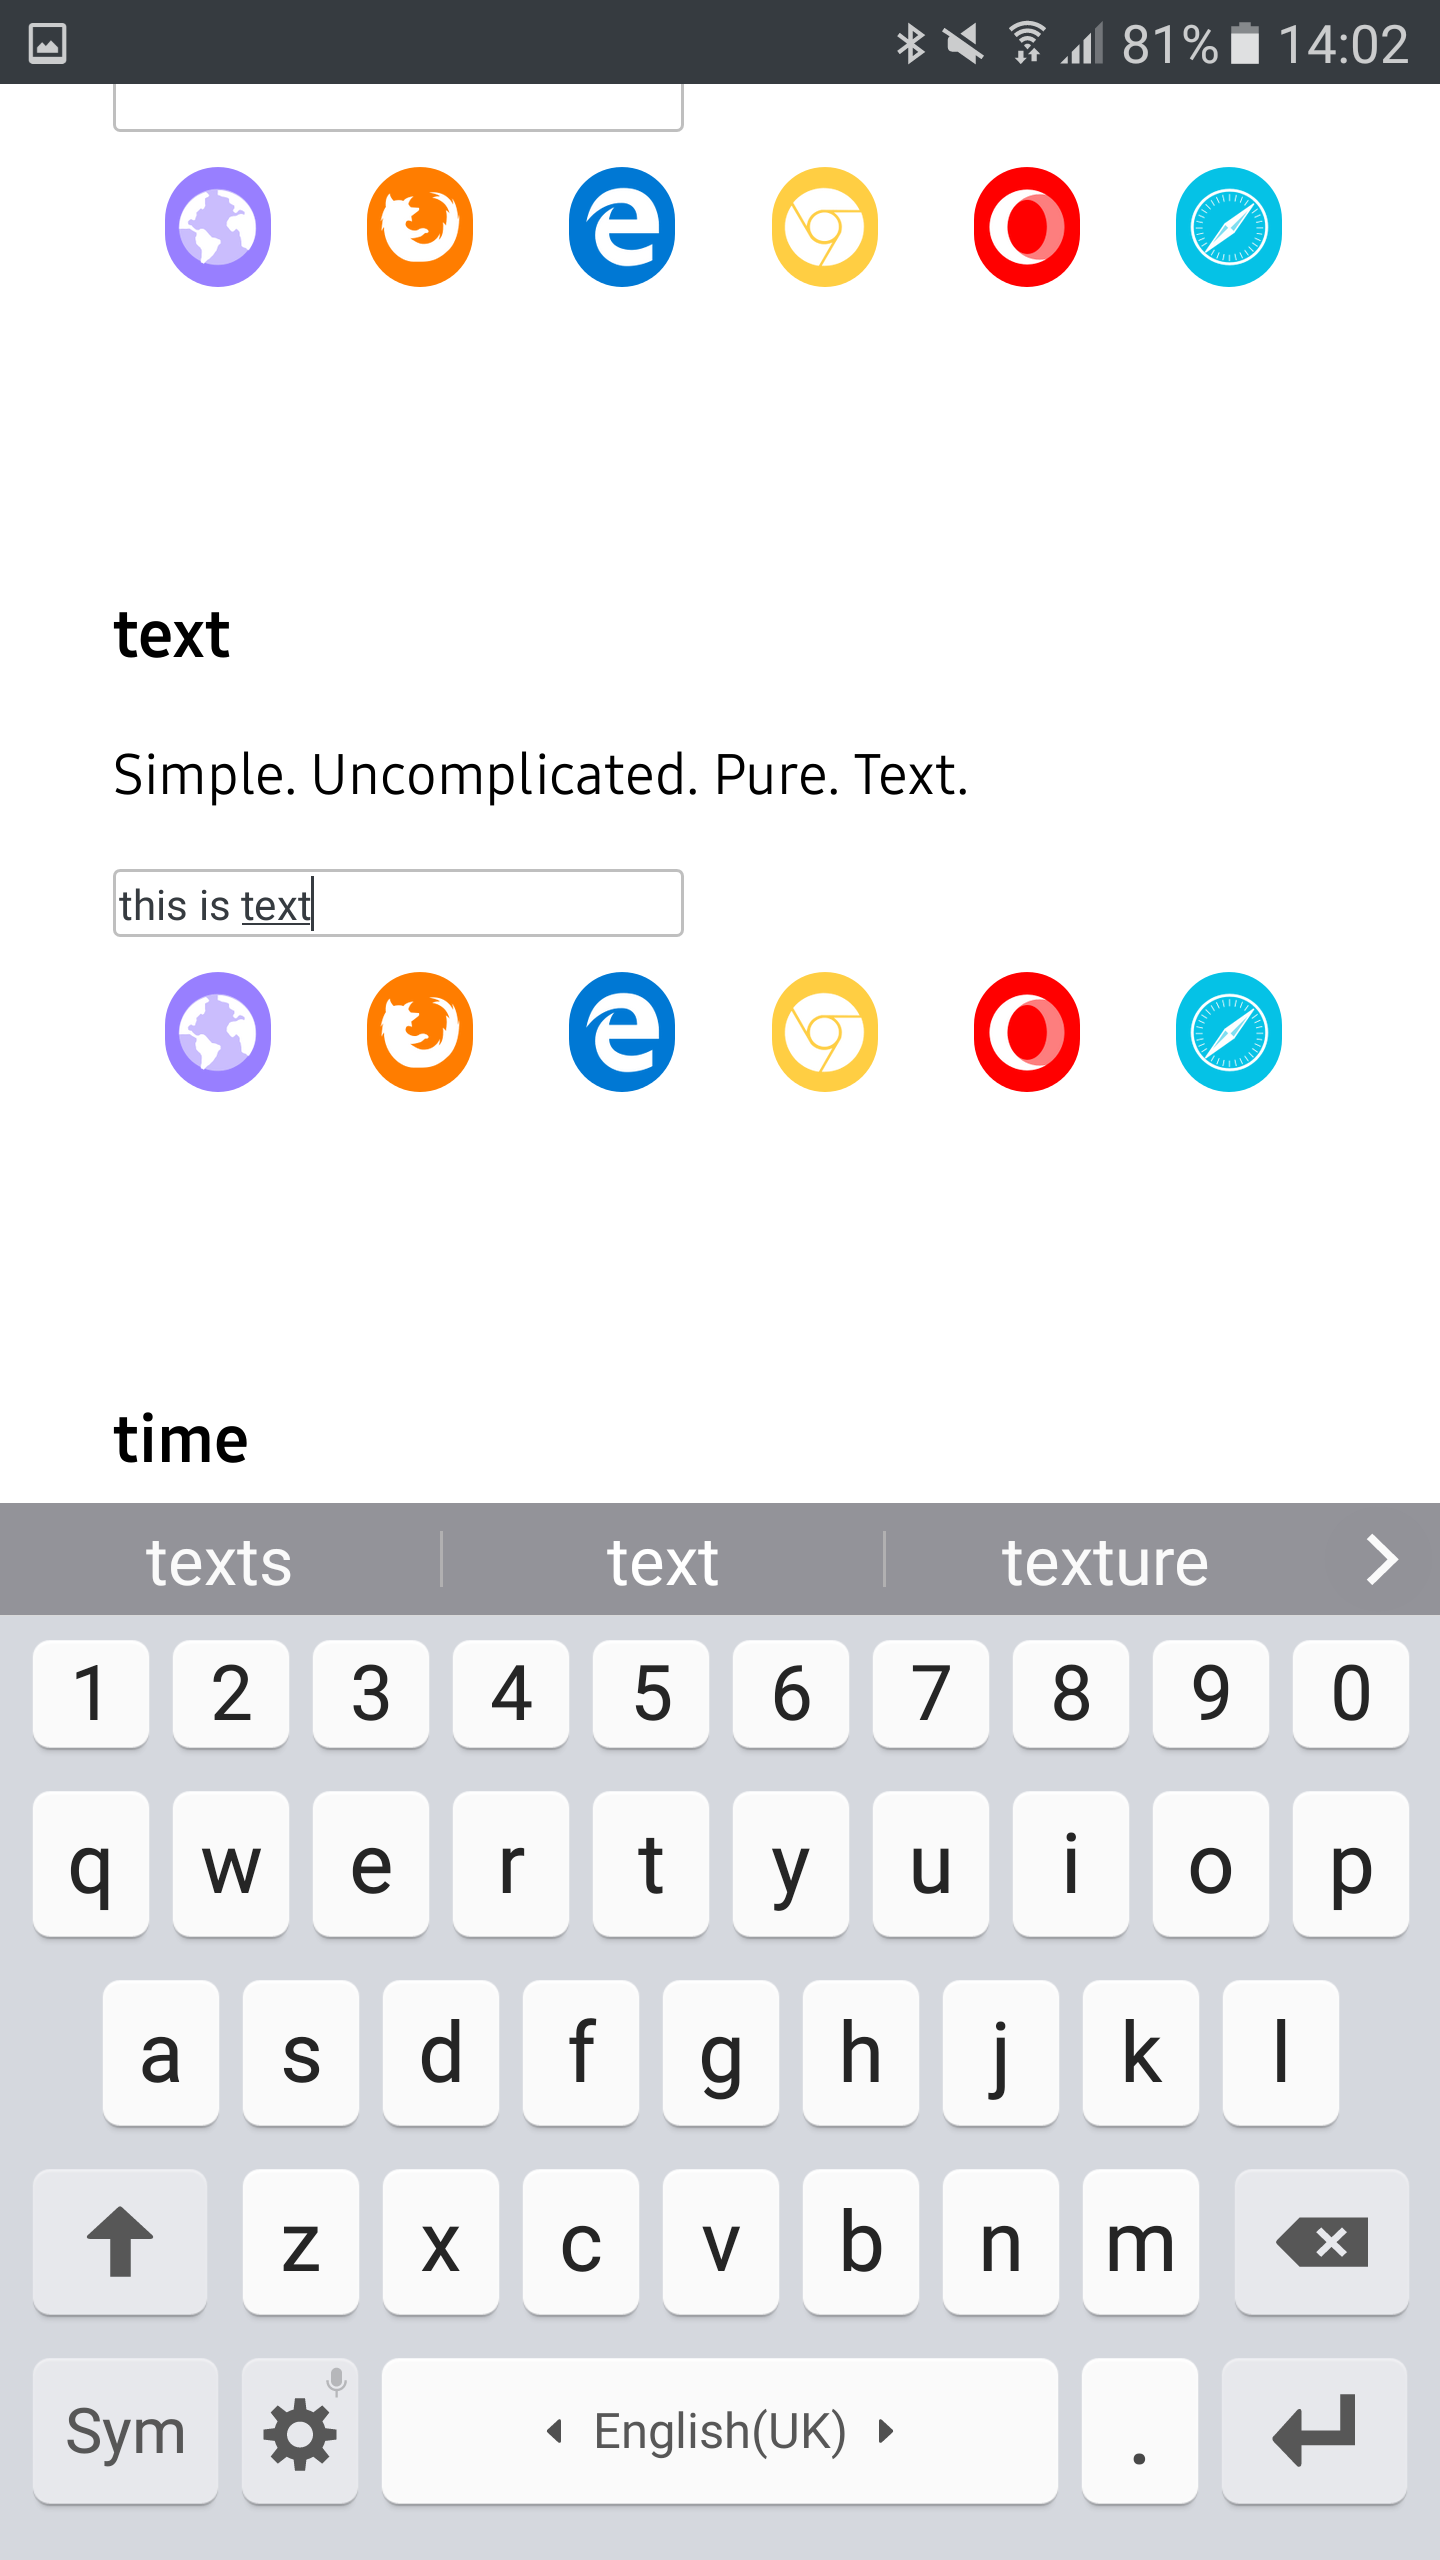 81% 14:02
text
Simple. Uncomplicated. Pure. Text.
this is text
time
texts text texture
1 2 3 4 5 6 7 8 9 0
q w e r t y u i o p
a s d f g h j k l
z x c v b n m
Sym English(UK) .